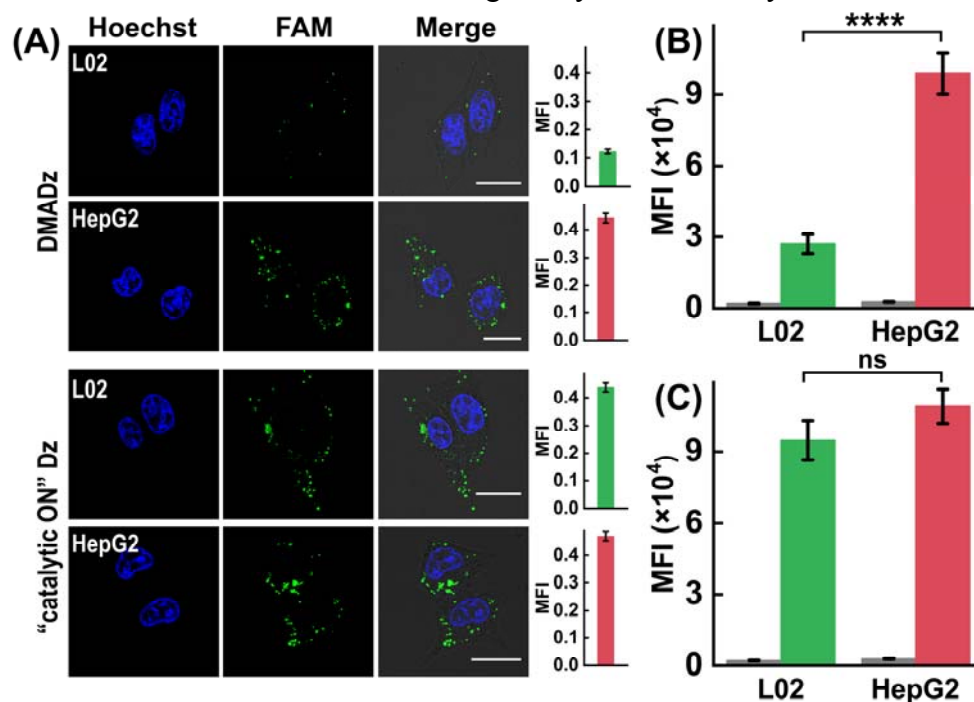 (A) Hoechst FAM Merge
DMADz
L02
MFI
0.4
0.3
0.2
0.1
0.0
HepG2
MFI
0.4
0.3
0.2
0.1
0.0
"catalytic ON" Dz
L02
MFI
0.4
0.3
0.2
0.1
0.0
HepG2
MFI
0.4
0.3
0.2
0.1
0.0
(B)
****
MFI (×10⁴)
9
6
3
0
L02 HepG2
(C)
ns
MFI (×10⁴)
9
6
3
0
L02 HepG2